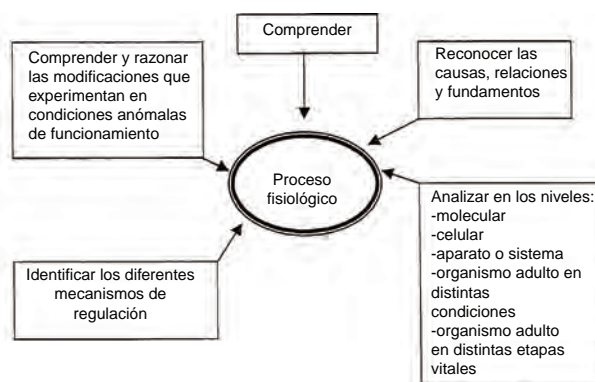 Comprender
Comprender y razonar
las modificaciones que
experimentan en
condiciones anómalas
de funcionamiento
Reconocer las
causas, relaciones
y fundamentos
Proceso
fisiológico
Identificar los diferentes
mecanismos de
regulación
Analizar en los niveles:
-molecular
-celular
-aparato o sistema
-organismo adulto en
distintas
condiciones
-organismo adulto
en distintas etapas
vitales